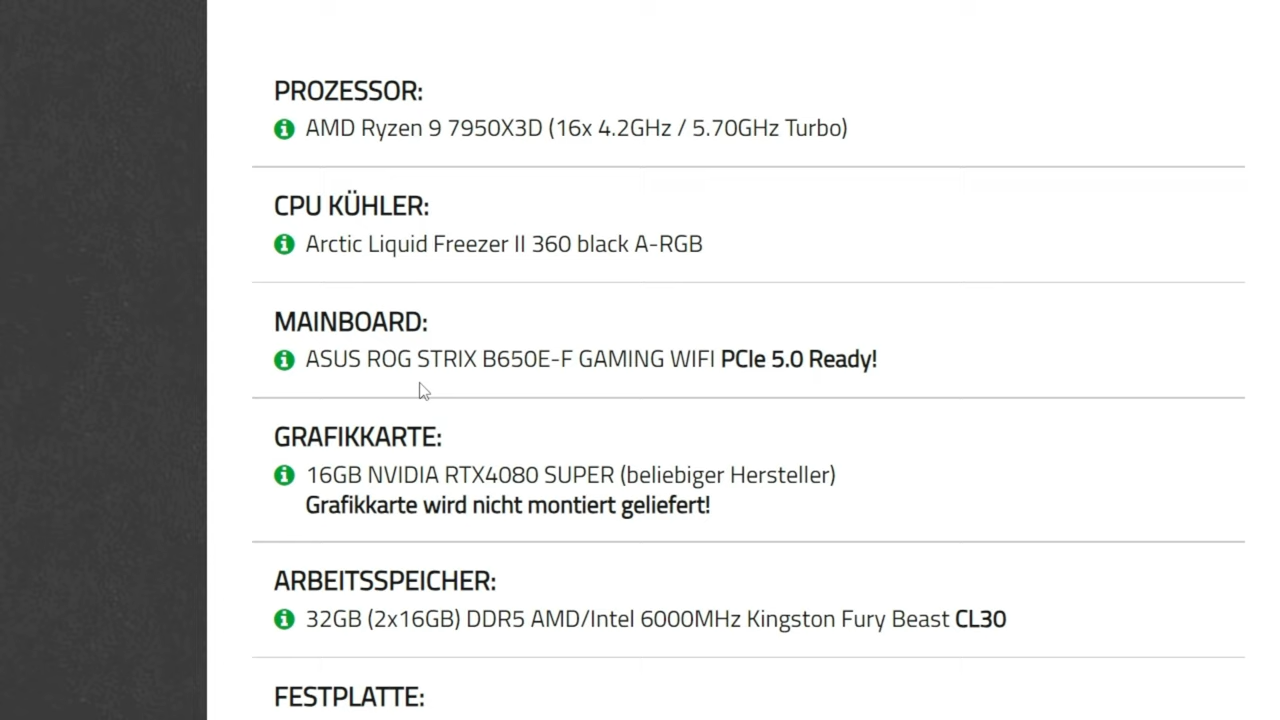 PROZESSOR:
AMD Ryzen 9 7950X3D (16x 4.2GHz / 5.70GHz Turbo)
CPU KÜHLER:
Arctic Liquid Freezer II 360 black A-RGB
MAINBOARD:
ASUS ROG STRIX B650E-F GAMING WIFI PCIe 5.0 Ready!
GRAFIKKARTE:
16GB NVIDIA RTX4080 SUPER (beliebiger Hersteller)
Grafikkarte wird nicht montiert geliefert!
ARBEITSSPEICHER:
32GB (2x16GB) DDR5 AMD/Intel 6000MHz Kingston Fury Beast CL30
FESTPLATTE: